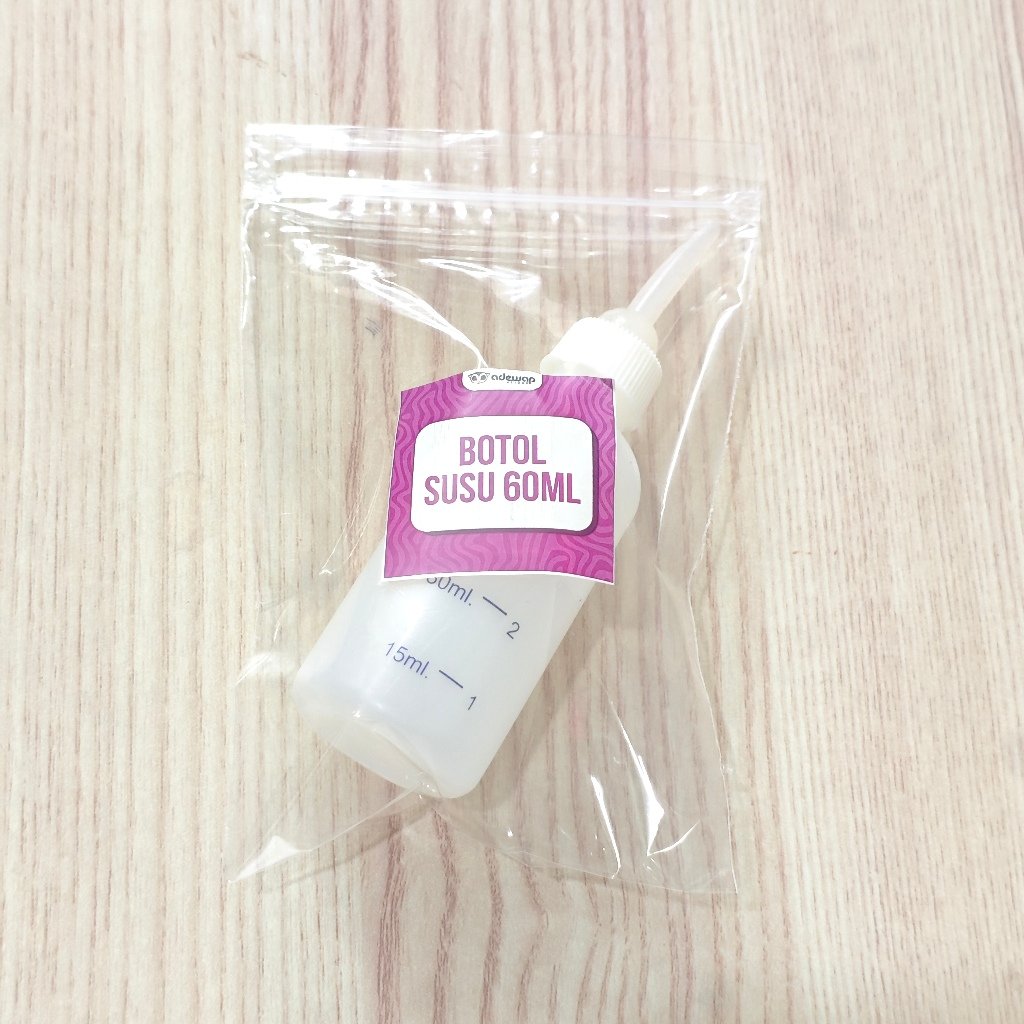 adewap
BOTOL
SUSU 60ML
30ml. — 2
15ml. — 1